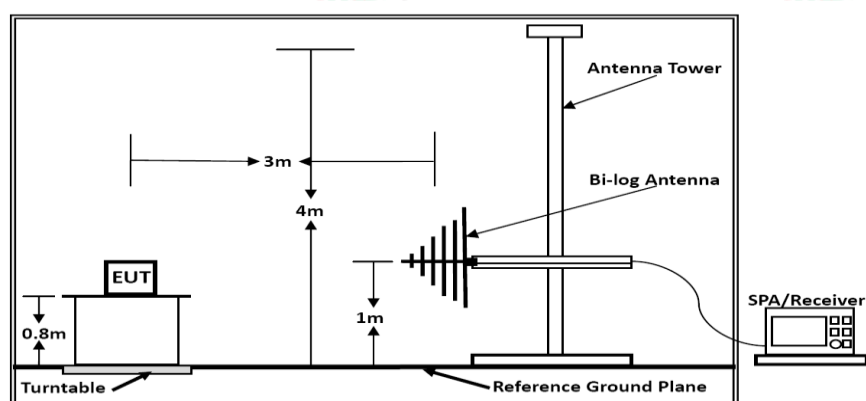 Antenna Tower
3m
Bi-log Antenna
4m
EUT
SPA/Receiver
0.8m
1m
Turntable
Reference Ground Plane